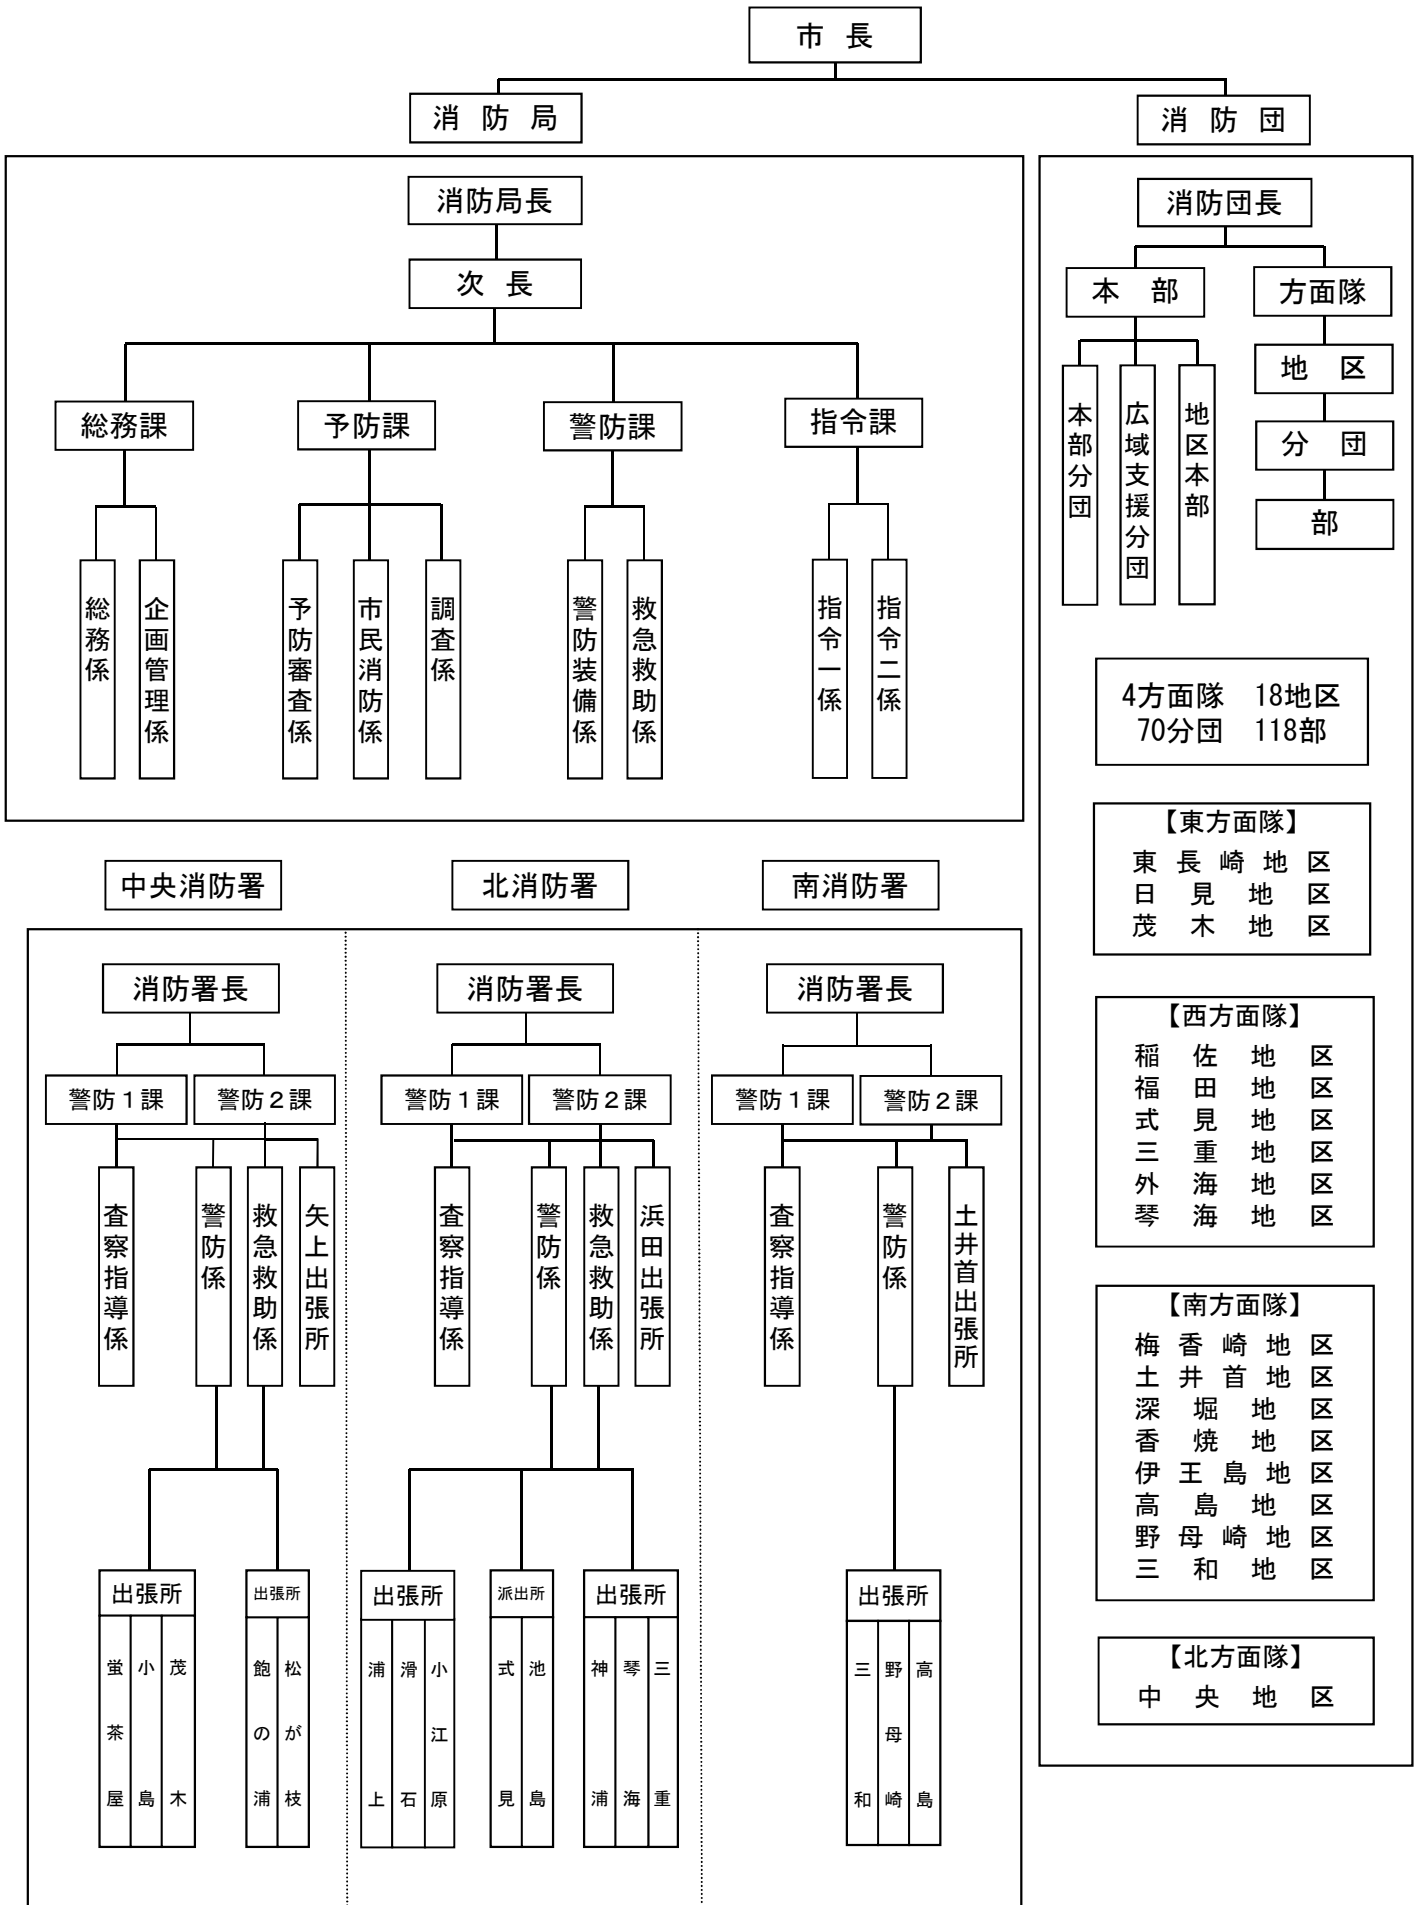 市 長
消 防 局
消 防 団
消防局長
次 長
総務課
予防課
警防課
指令課
総務係
企画管理係
予防審査係
市民消防係
調査係
警防装備係
救急救助係
指令一係
指令二係
消防団長
本 部
方面隊
地 区
分 団
部
本部分団
広域支援分団
地区本部
4方面隊 18地区
70分団 118部
【東方面隊】
東長崎地区
日見地区
茂木地区
【西方面隊】
稲佐地区
福田地区
式見地区
三重地区
外海地区
琴海地区
【南方面隊】
梅香崎地区
土井首地区
深堀地区
香焼地区
伊王島地区
高島地区
野母崎地区
三和地区
【北方面隊】
中央地区
中央消防署
北消防署
南消防署
消防署長
警防1課
警防2課
査察指導係
警防係
救急救助係
矢上出張所
出張所
蛍茶屋
小島
茂木
出張所
飽の浦
松が枝
消防署長
警防1課
警防2課
査察指導係
警防係
救急救助係
浜田出張所
出張所
浦上
滑石
小江原
派出所
式見
池島
出張所
神浦
琴海
三重
消防署長
警防1課
警防2課
査察指導係
警防係
土井首出張所
出張所
三和
野母崎
高島